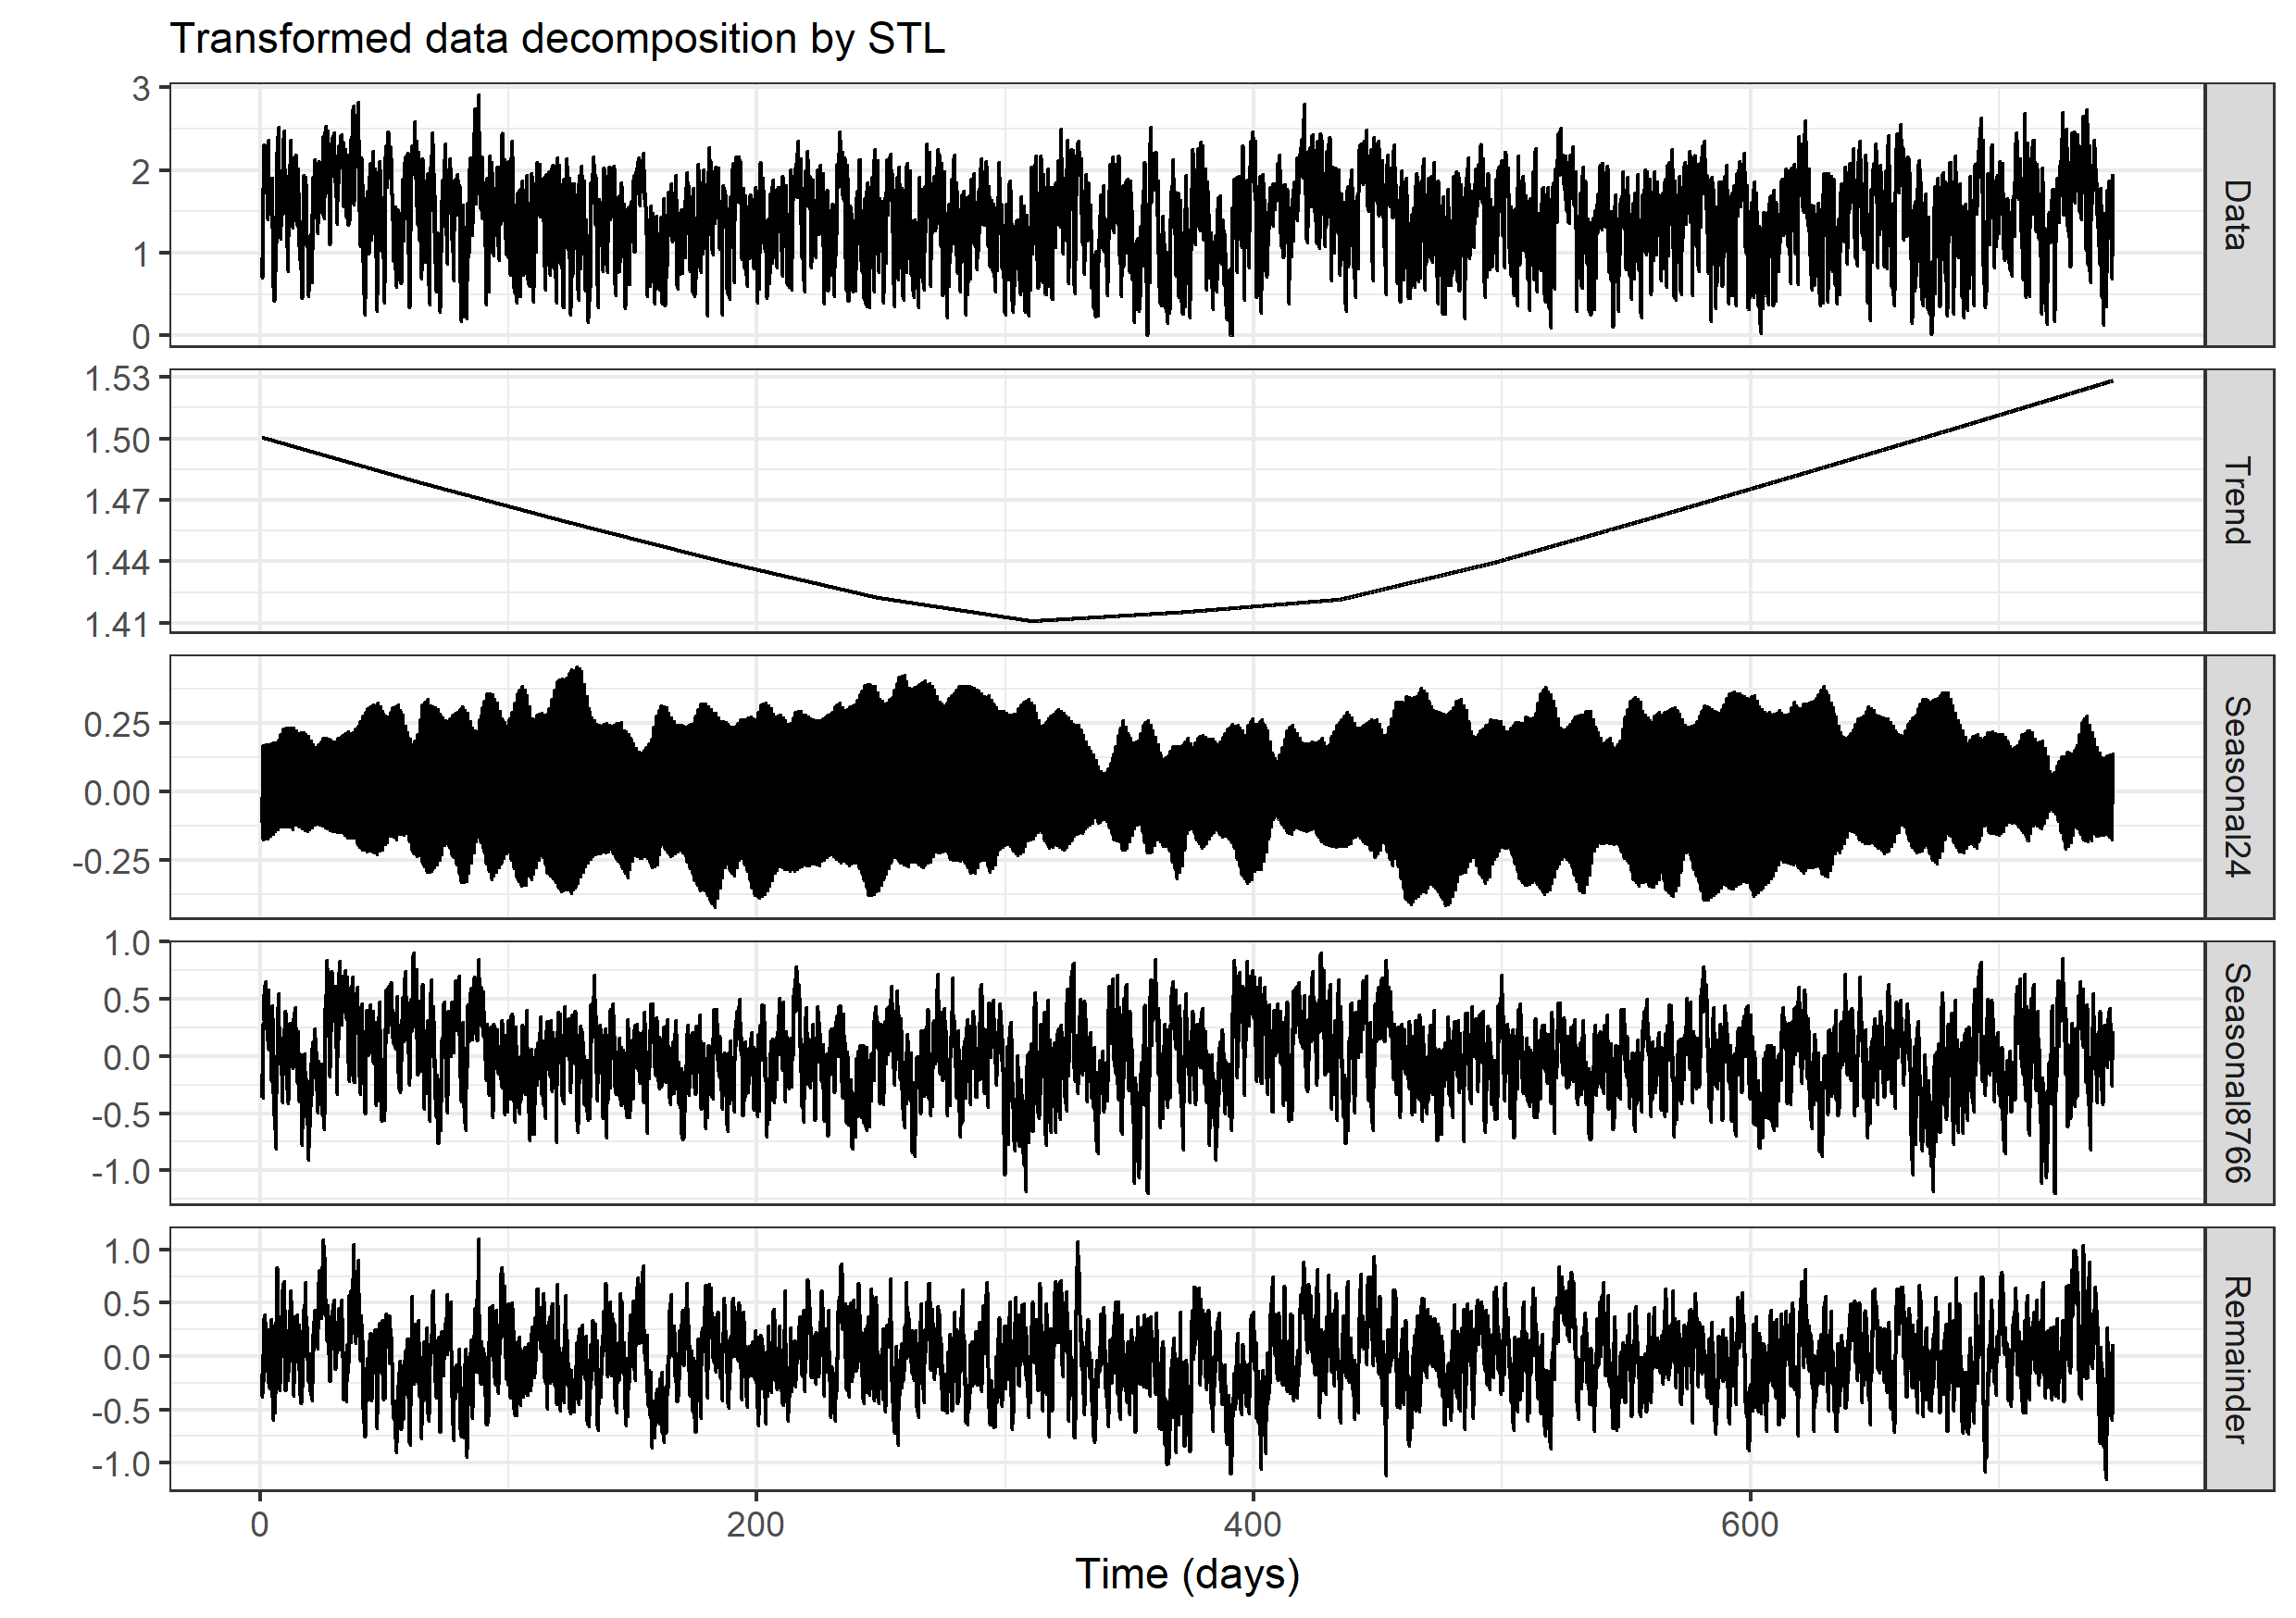 Transformed data decomposition by STL
3
2
1
0
Data
1.53
1.50
1.47
1.44
1.41
Trend
0.25
0.00
-0.25
Seasonal24
1.0
0.5
0.0
-0.5
-1.0
Seasonal8766
1.0
0.5
0.0
-0.5
-1.0
Remainder
0 200 400 600
Time (days)